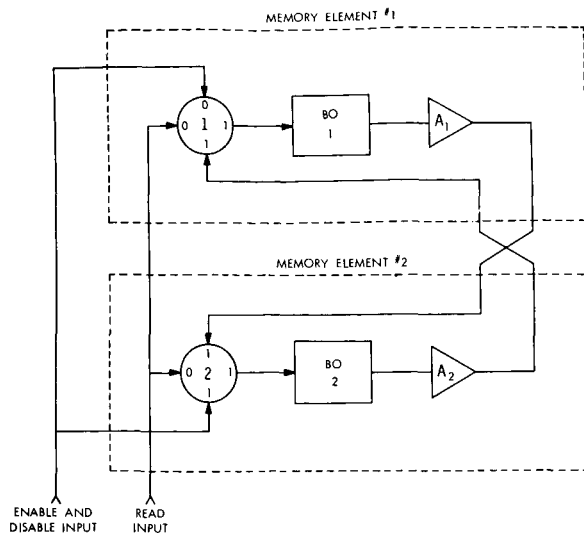 MEMORY ELEMENT #1
0
0 1 1
1
BO
1
A1
MEMORY ELEMENT #2
1
0 2 1
1
BO
2
A2
ENABLE AND
DISABLE INPUT
READ
INPUT